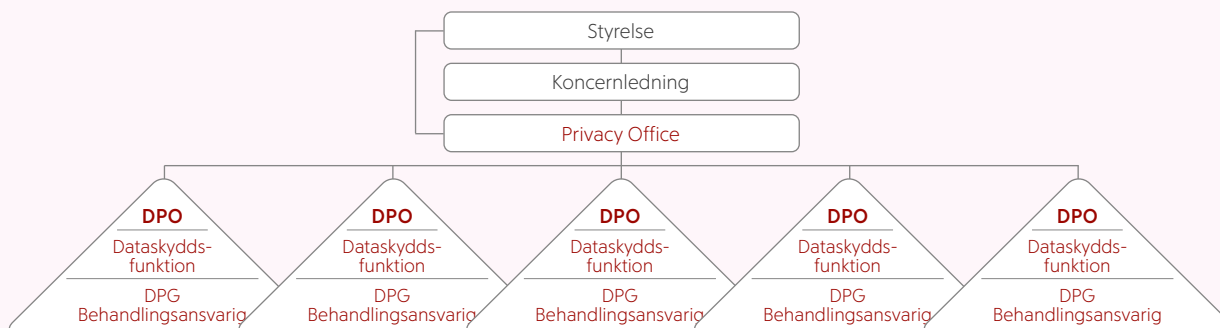 Styrelse
Koncernledning
Privacy Office
DPO
Dataskydds-
funktion
DPG
Behandlingsansvarig
DPO
Dataskydds-
funktion
DPG
Behandlingsansvarig
DPO
Dataskydds-
funktion
DPG
Behandlingsansvarig
DPO
Dataskydds-
funktion
DPG
Behandlingsansvarig
DPO
Dataskydds-
funktion
DPG
Behandlingsansvarig